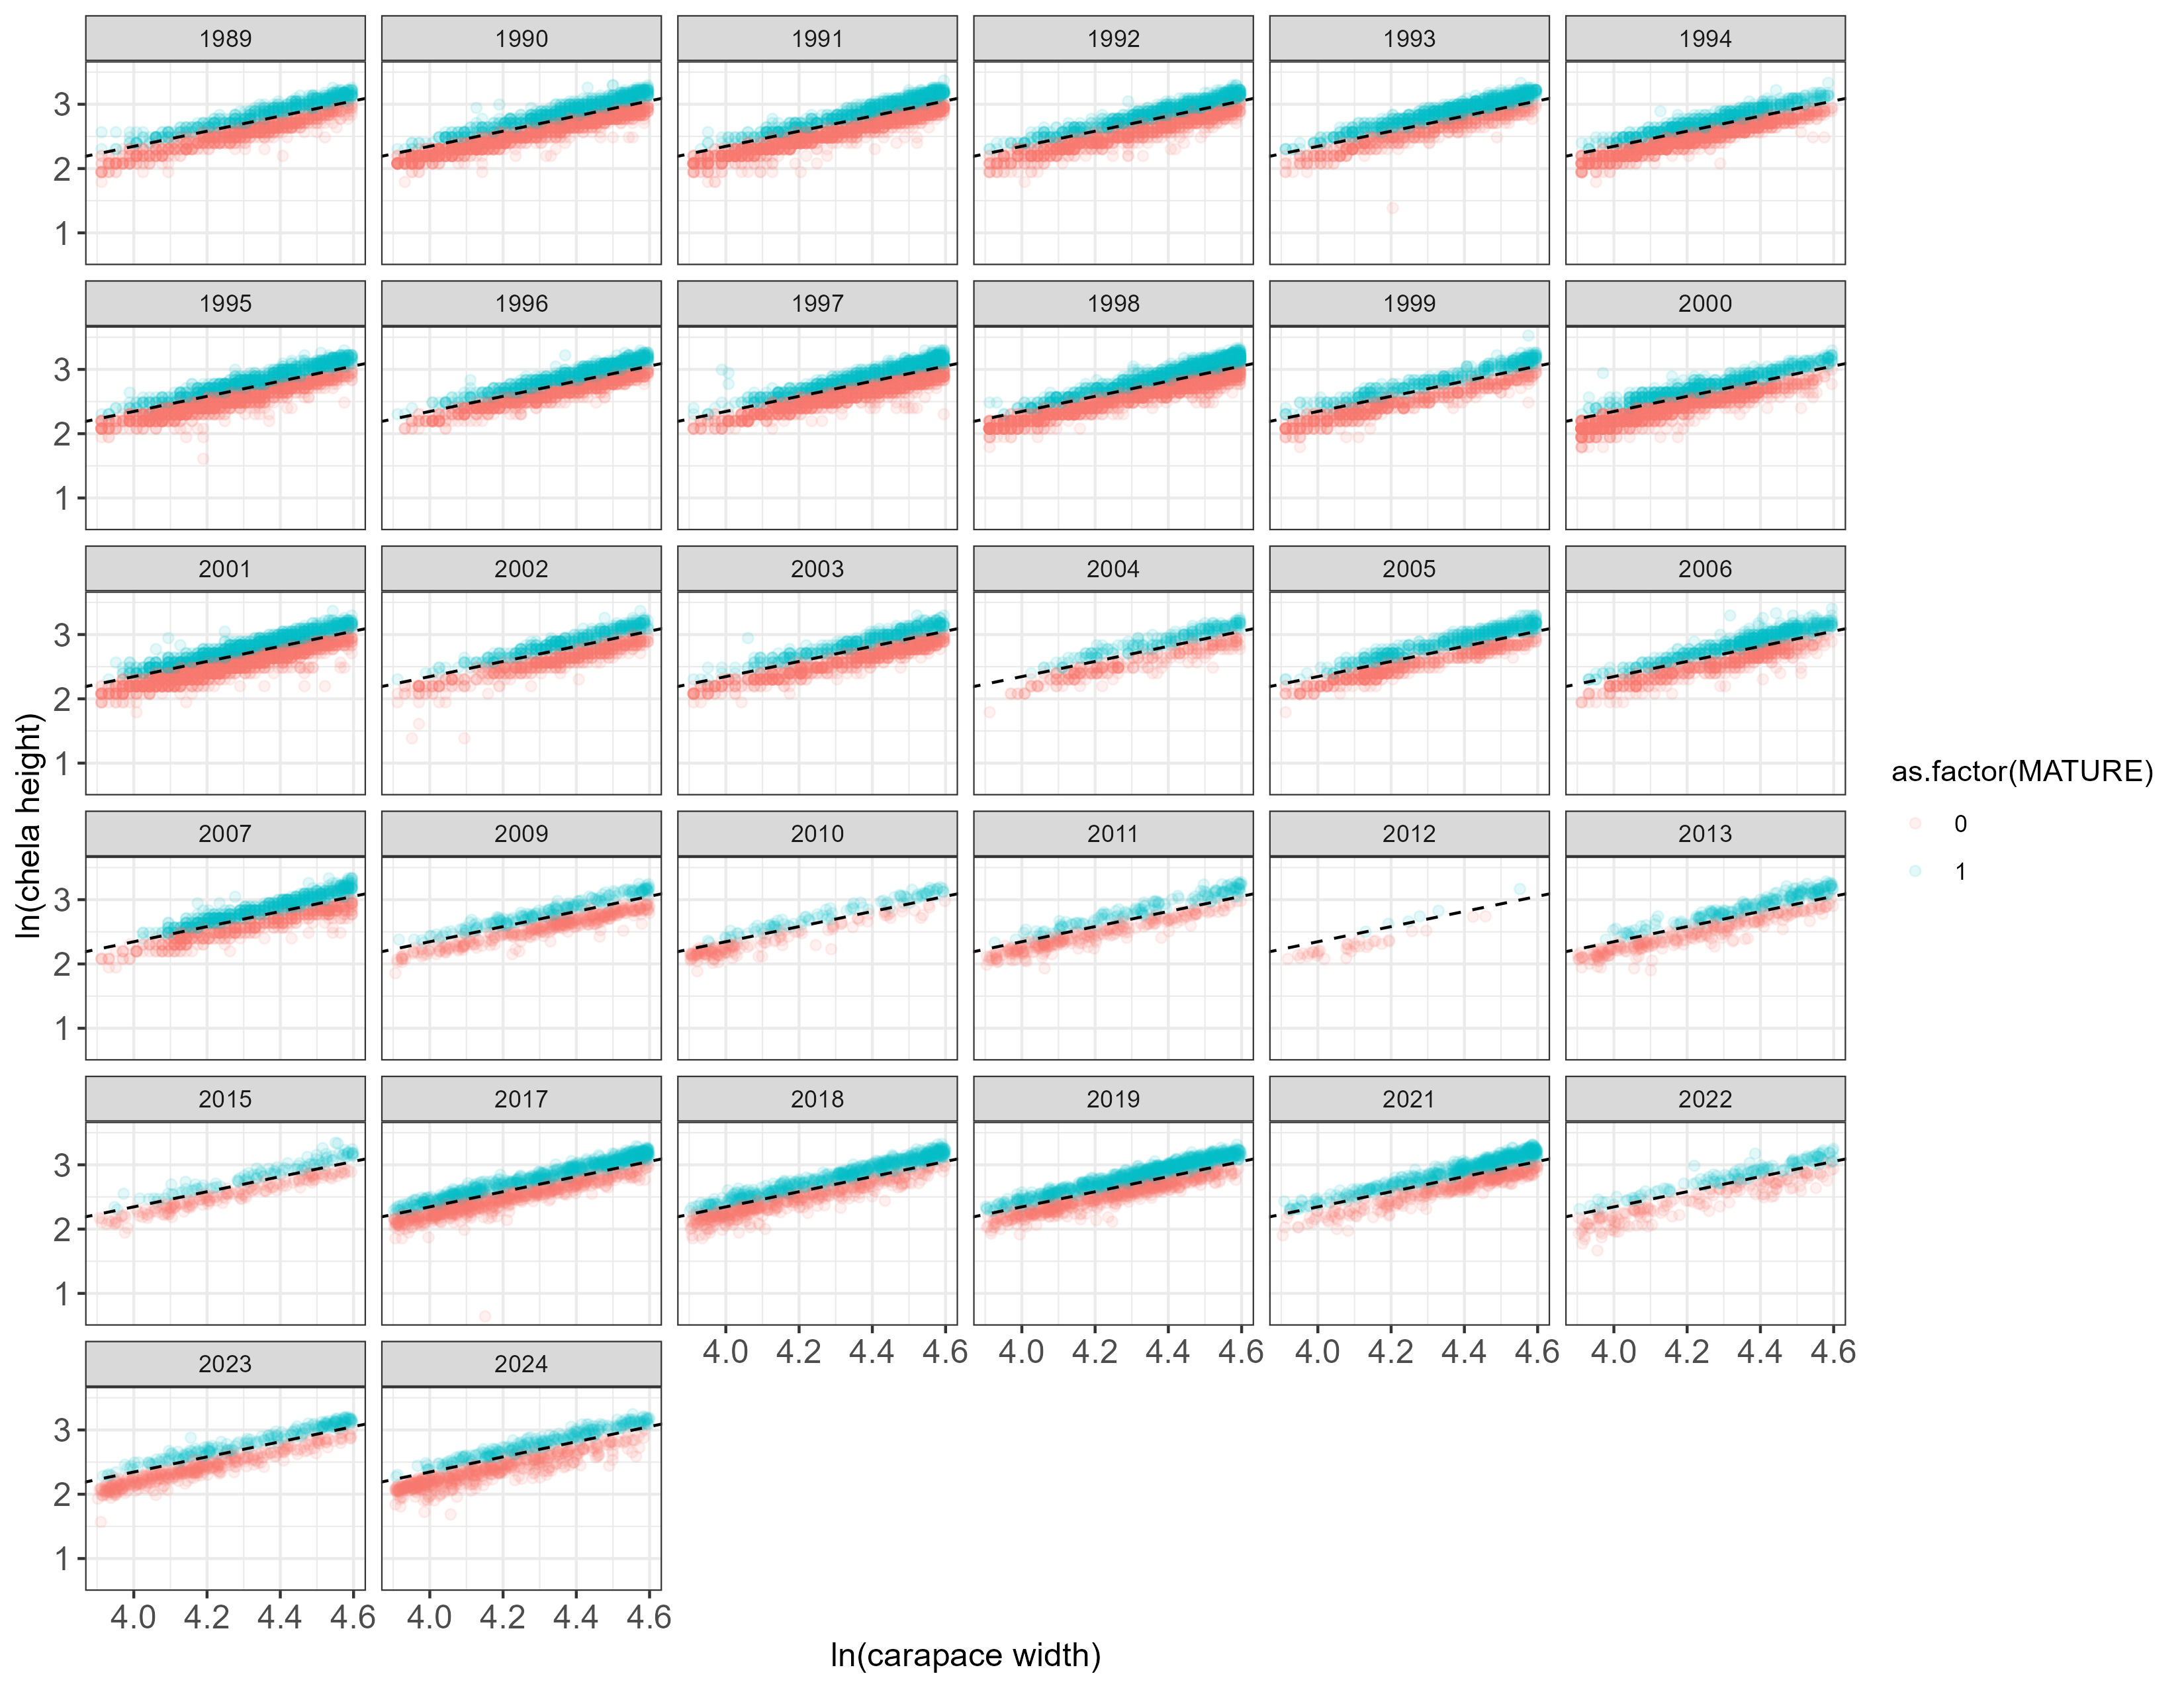 1989 1990 1991 1992 1993 1994
3
2
1
1995 1996 1997 1998 1999 2000
3
2
1
2001 2002 2003 2004 2005 2006
3
2
1
ln(chela height)
as.factor(MATURE)
0
1
2007 2009 2010 2011 2012 2013
3
2
1
2015 2017 2018 2019 2021 2022
3
2
1
4.0 4.2 4.4 4.6 4.0 4.2 4.4 4.6 4.0 4.2 4.4 4.6 4.0 4.2 4.4 4.6
2023 2024
3
2
1
4.0 4.2 4.4 4.6 4.0 4.2 4.4 4.6
ln(carapace width)